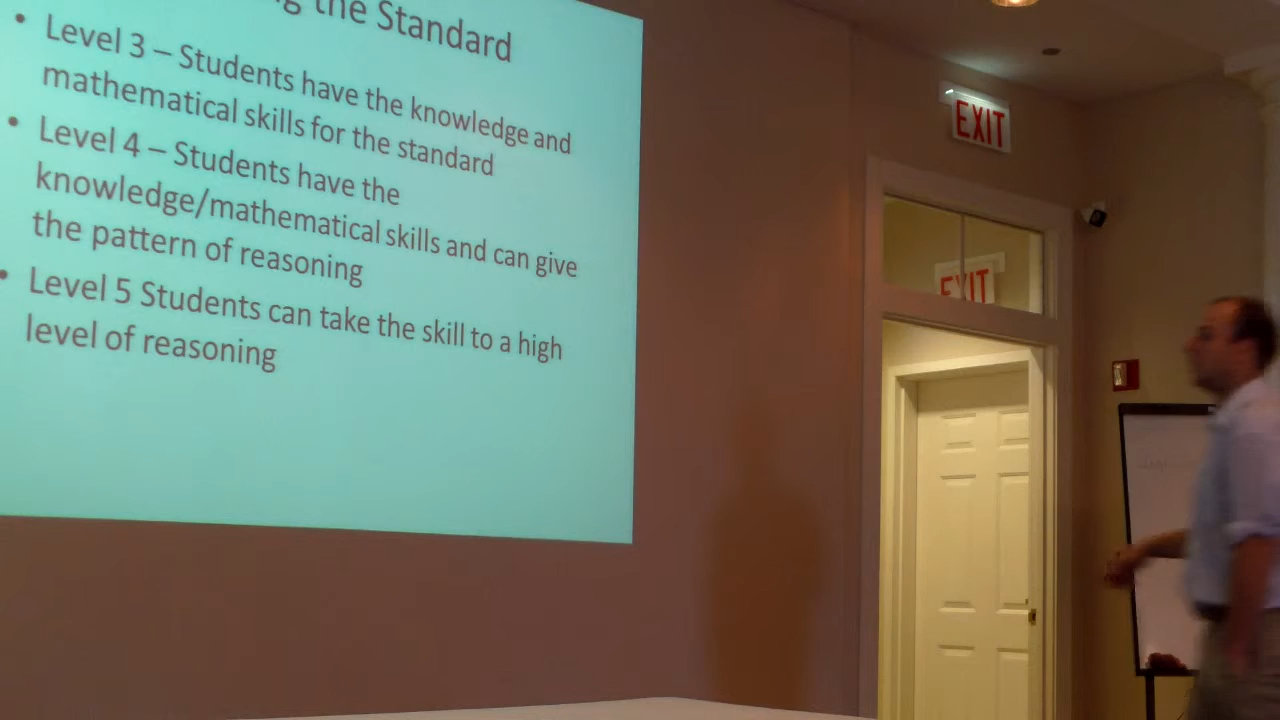 g the Standard
• Level 3 – Students have the knowledge and
mathematical skills for the standard
• Level 4 – Students have the
knowledge/mathematical skills and can give
the pattern of reasoning
• Level 5 Students can take the skill to a high
level of reasoning
EXIT
EXIT